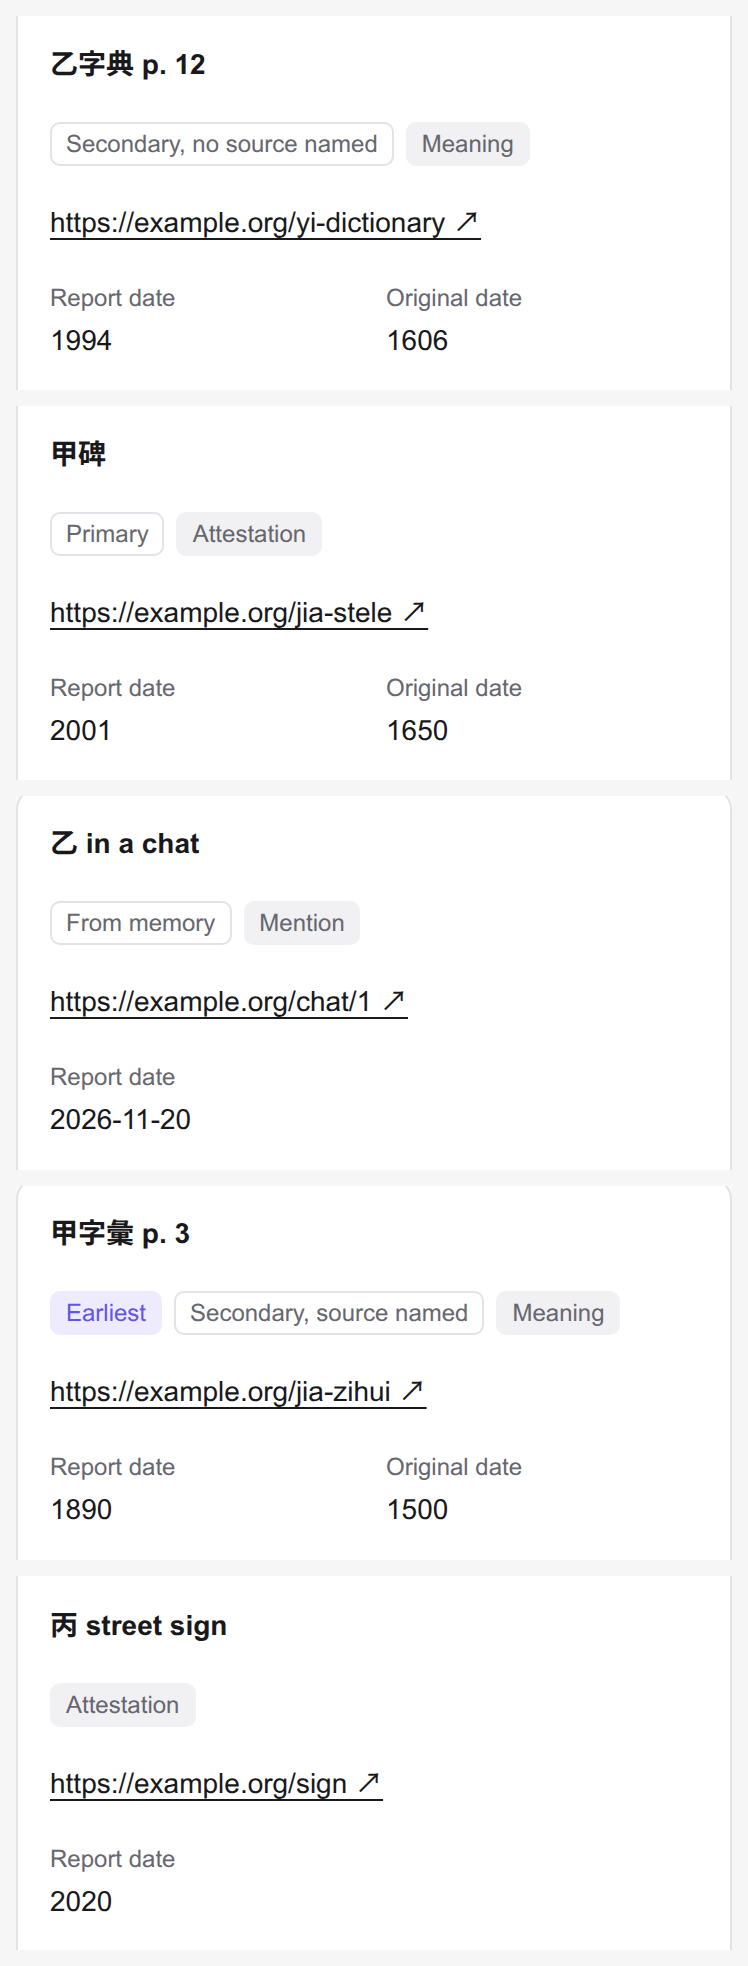 乙字典 p. 12
Secondary, no source named Meaning
https://example.org/yi-dictionary ↗
Report date Original date
1994 1606
甲碑
Primary Attestation
https://example.org/jia-stele ↗
Report date Original date
2001 1650
乙 in a chat
From memory Mention
https://example.org/chat/1 ↗
Report date
2026-11-20
甲字彙 p. 3
Earliest Secondary, source named Meaning
https://example.org/jia-zihui ↗
Report date Original date
1890 1500
丙 street sign
Attestation
https://example.org/sign ↗
Report date
2020